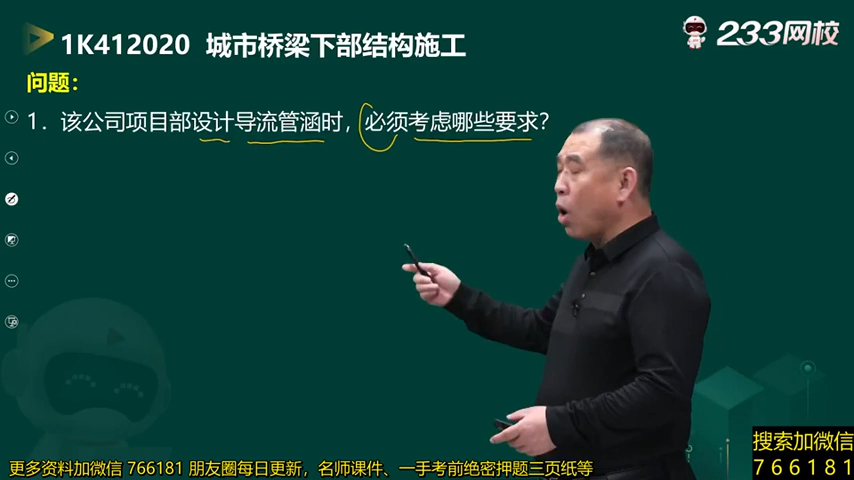 1K412020 城市桥梁下部结构施工
233网校
问题：
1．该公司项目部设计导流管涵时，必须考虑哪些要求？
搜索加微信
766181
更多资料加微信 766181 朋友圈每日更新，名师课件、一手考前绝密押题三页纸等